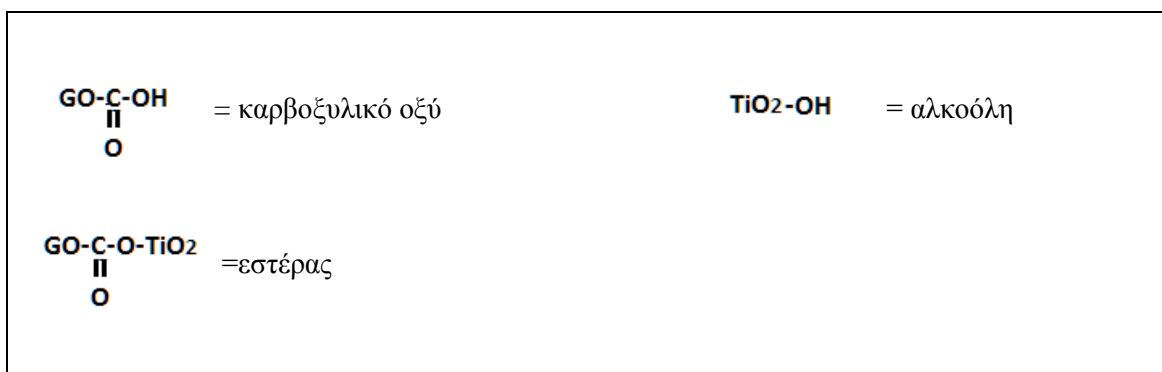 GO-C-OH = καρβοξυλικό οξύ TiO2-OH = αλκοόλη
O
GO-C-O-TiO2 =εστέρας
O